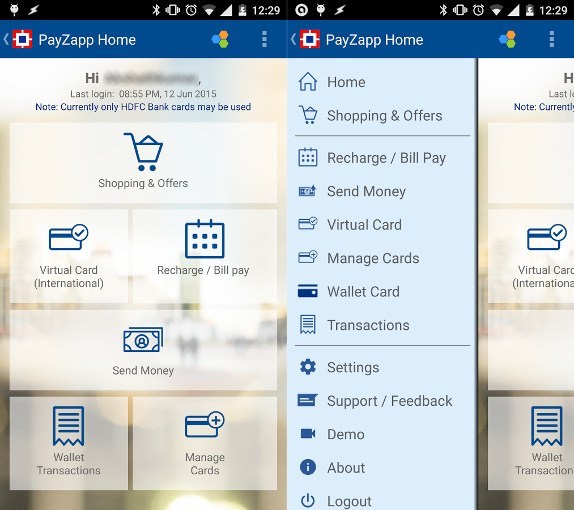 12:29
PayZapp Home
Hi
Last login: 08:55 PM, 12 Jun 2015
Note: Currently only HDFC Bank cards may be used
Shopping & Offers
Virtual Card
(International)
Recharge / Bill pay
Send Money
Wallet
Transactions
Manage
Cards
12:29
PayZapp Home
Home
Shopping & Offers
Recharge / Bill Pay
Send Money
Virtual Card
Manage Cards
Wallet Card
Transactions
Settings
Support / Feedback
Demo
About
Logout
H
Last lo
Note: Currently
Virtual Card
(International)
Wallet
Transactions